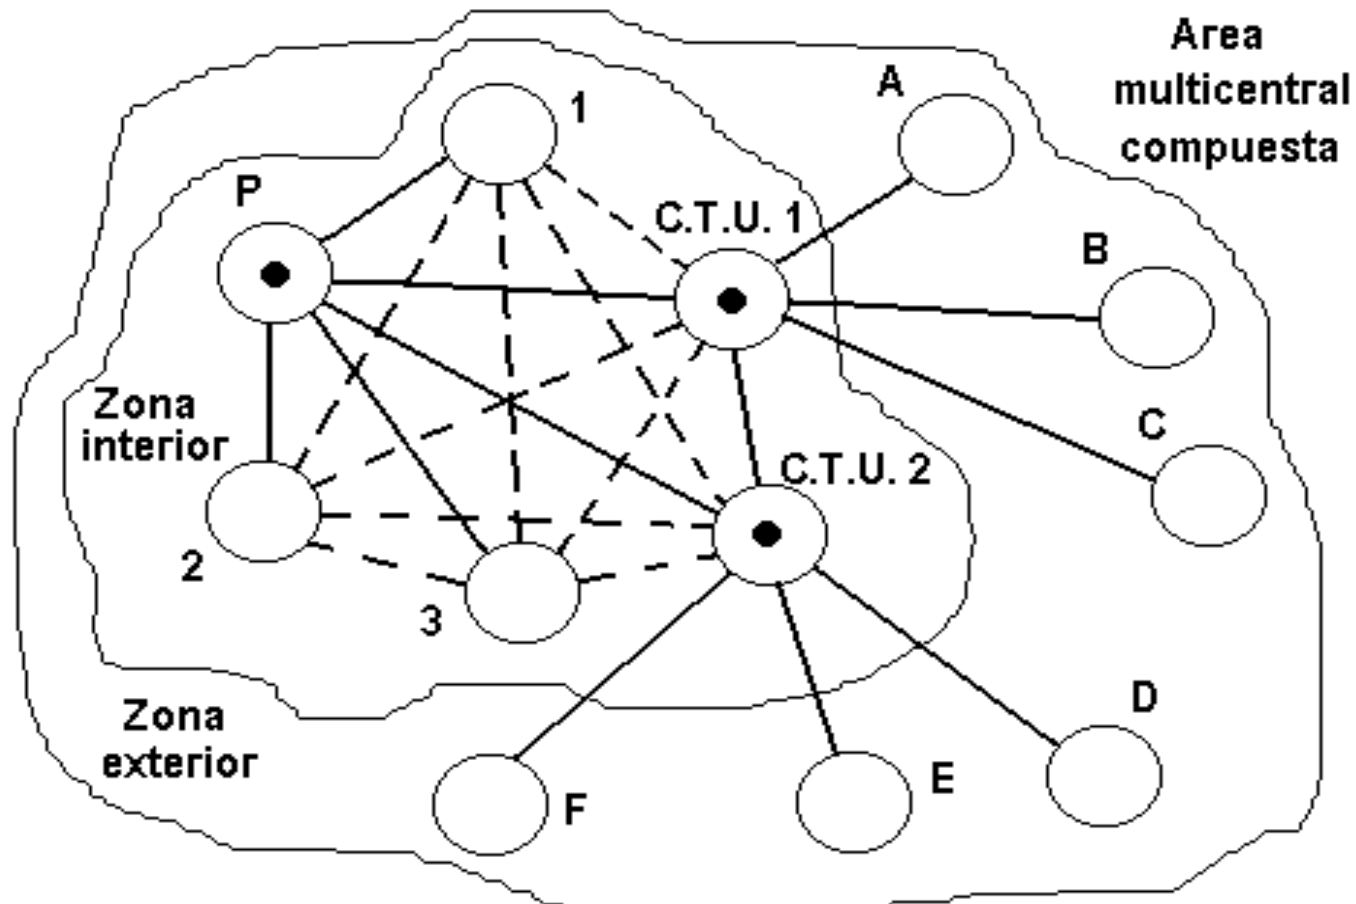 Area
multicentral
compuesta
A
1
P
C.T.U. 1
B
Zona
interior
C
C.T.U. 2
2
3
Zona
exterior
D
E
F